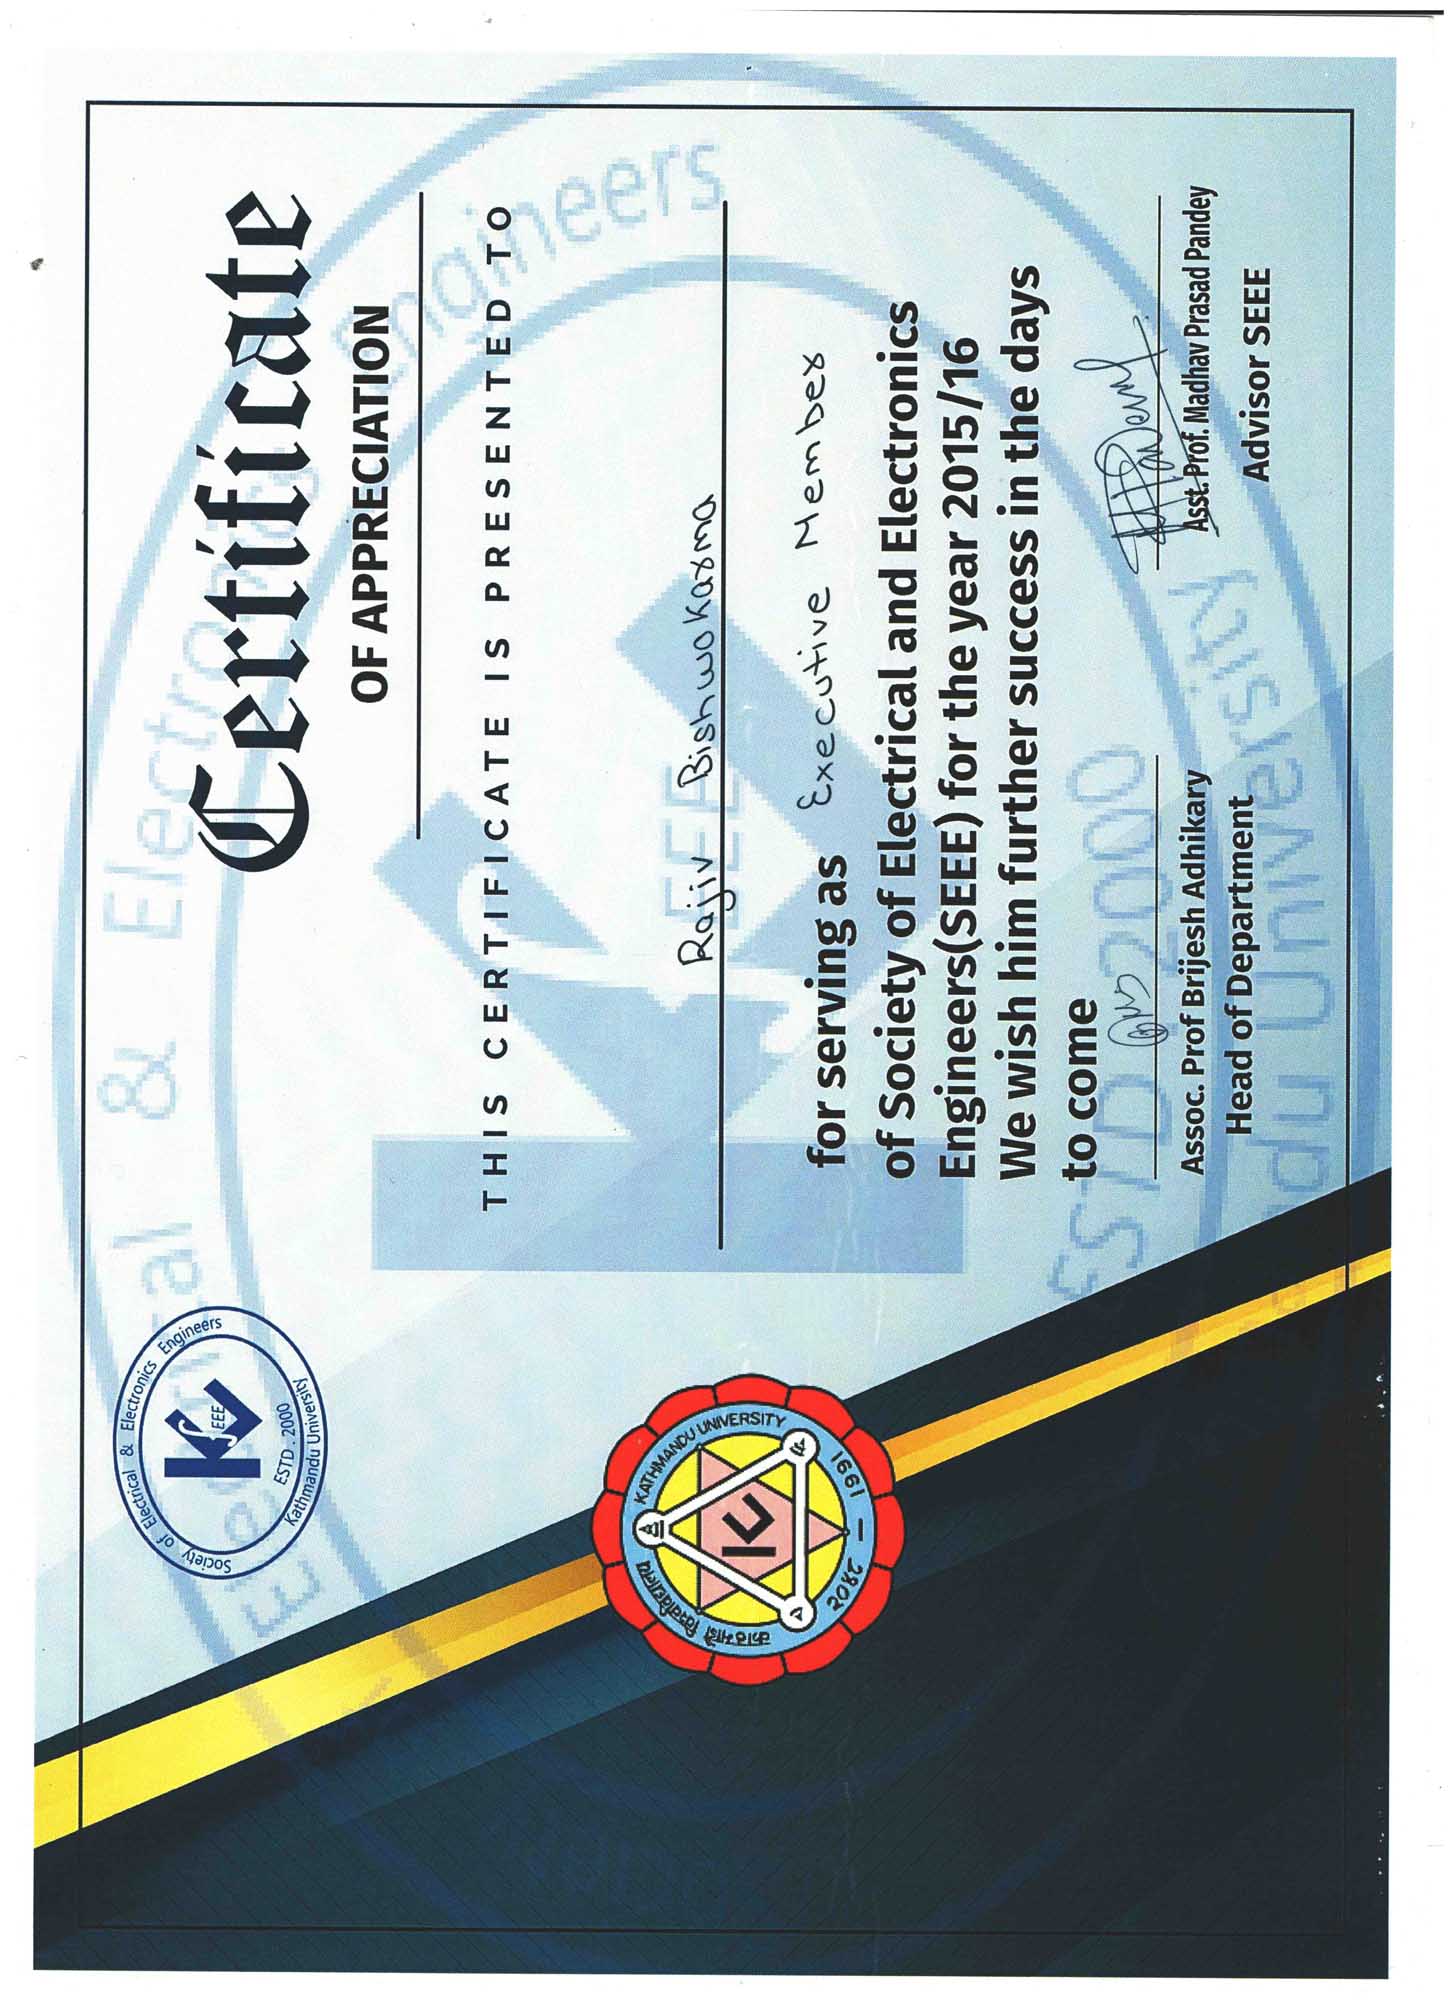 Society of Electrical & Electronics Engineers
EEE
ESTD . 2000
Kathmandu University
Certificate
OF APPRECIATION
THIS CERTIFICATE IS PRESENTED TO
Rajiv Bishwokarma
काठमाडौं विश्वविद्यालय
KATHMANDU UNIVERSITY
२०४८ — 1991
for serving as Executive Member
of Society of Electrical and Electronics
Engineers(SEEE) for the year 2015/16
We wish him further success in the days
to come
Assoc. Prof Brijesh Adhikary
Head of Department
Asst. Prof. Madhav Prasad Pandey
Advisor SEEE
Electrical & Electronics Engineers
EEE
ESTD . 2000
du University